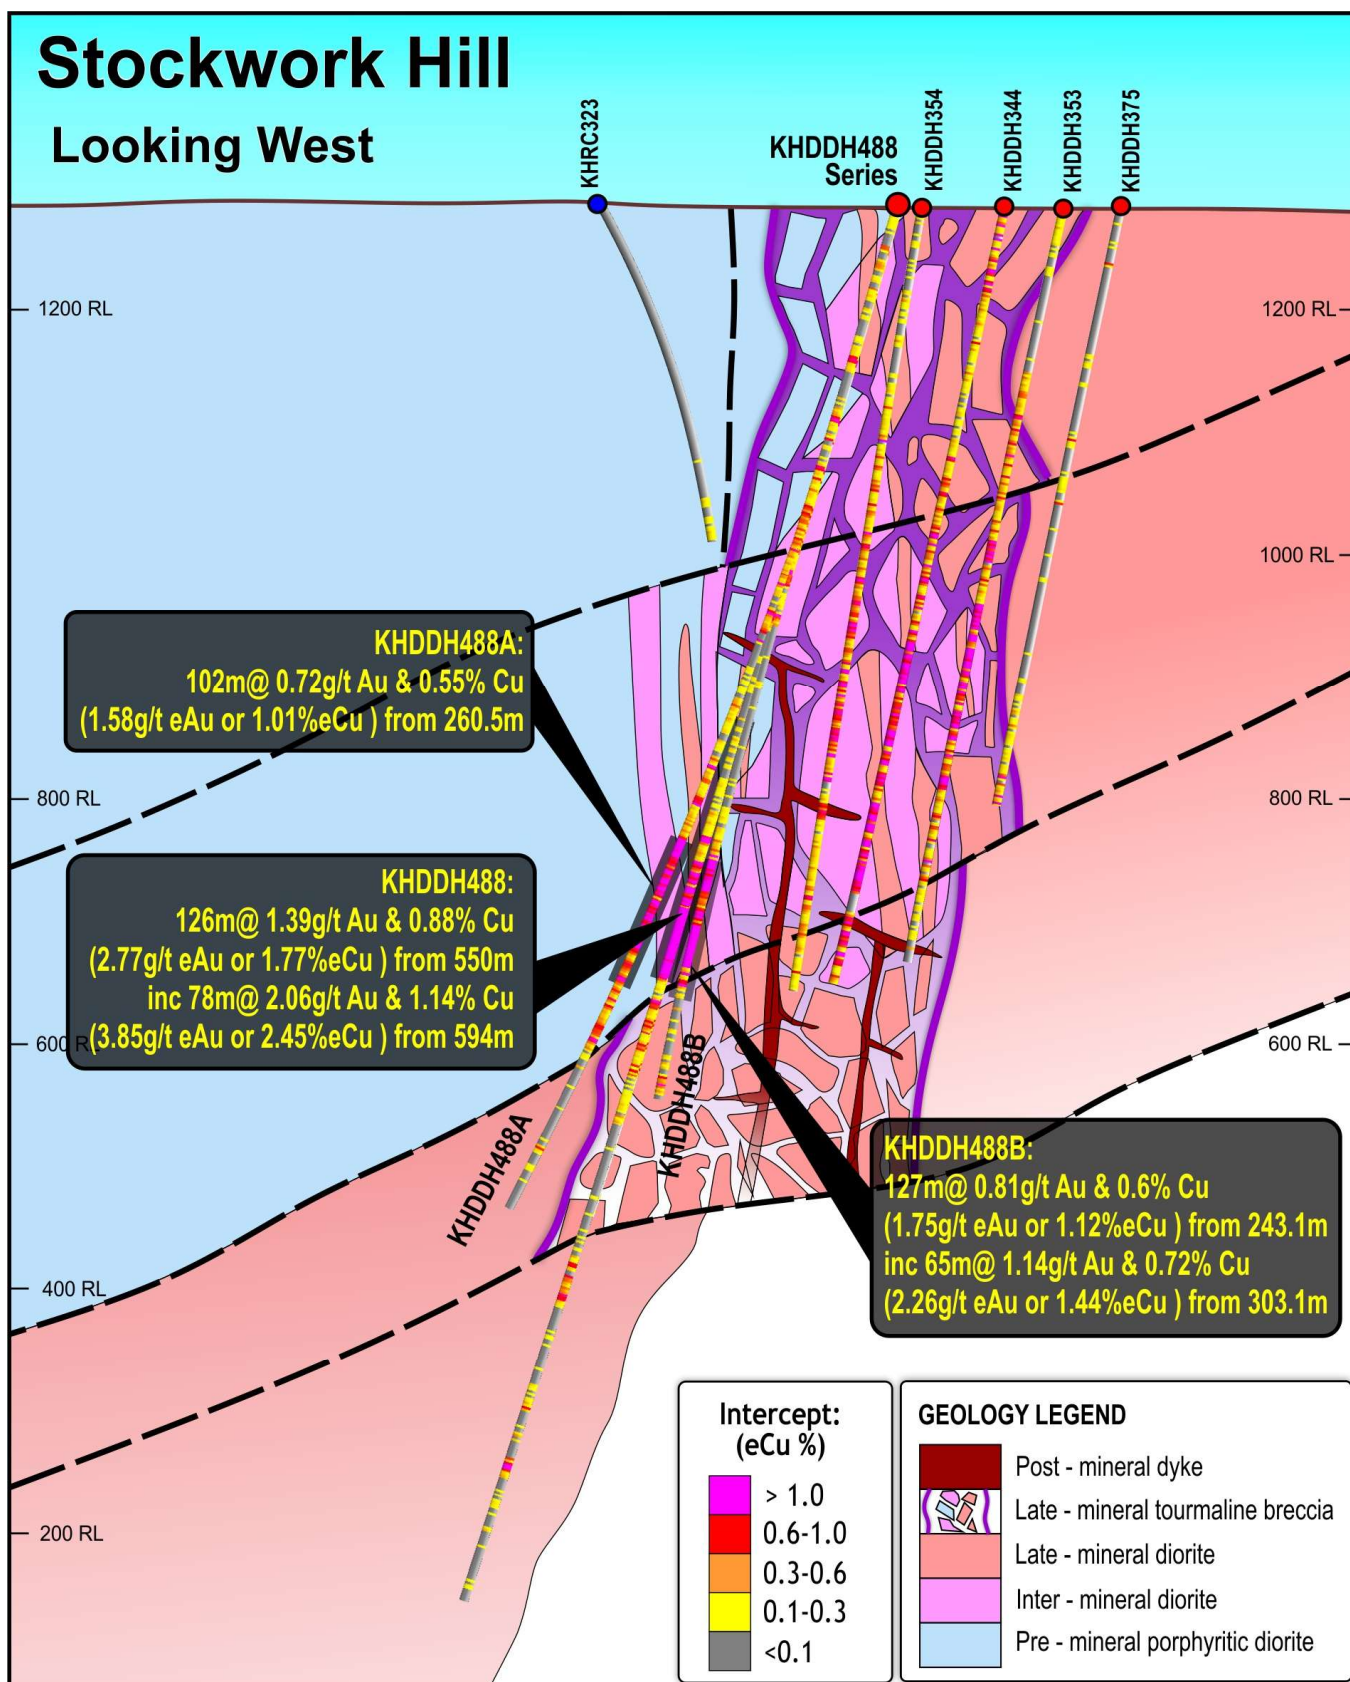 Stockwork Hill
Looking West
KHRC323
KHDDH488
Series
KHDDH354
KHDDH344
KHDDH353
KHDDH375
1200 RL
1200 RL
1000 RL
KHDDH488A:
102m@ 0.72g/t Au & 0.55% Cu
(1.58g/t eAu or 1.01%eCu ) from 260.5m
800 RL
800 RL
KHDDH488:
126m@ 1.39g/t Au & 0.88% Cu
(2.77g/t eAu or 1.77%eCu ) from 550m
inc 78m@ 2.06g/t Au & 1.14% Cu
(3.85g/t eAu or 2.45%eCu ) from 594m
600 RL
600 RL
KHDDH488A
KHDDH488B
KHDDH488B:
127m@ 0.81g/t Au & 0.6% Cu
(1.75g/t eAu or 1.12%eCu ) from 243.1m
inc 65m@ 1.14g/t Au & 0.72% Cu
(2.26g/t eAu or 1.44%eCu ) from 303.1m
400 RL
200 RL
Intercept:
(eCu %)
> 1.0
0.6-1.0
0.3-0.6
0.1-0.3
<0.1
GEOLOGY LEGEND
Post - mineral dyke
Late - mineral tourmaline breccia
Late - mineral diorite
Inter - mineral diorite
Pre - mineral porphyritic diorite